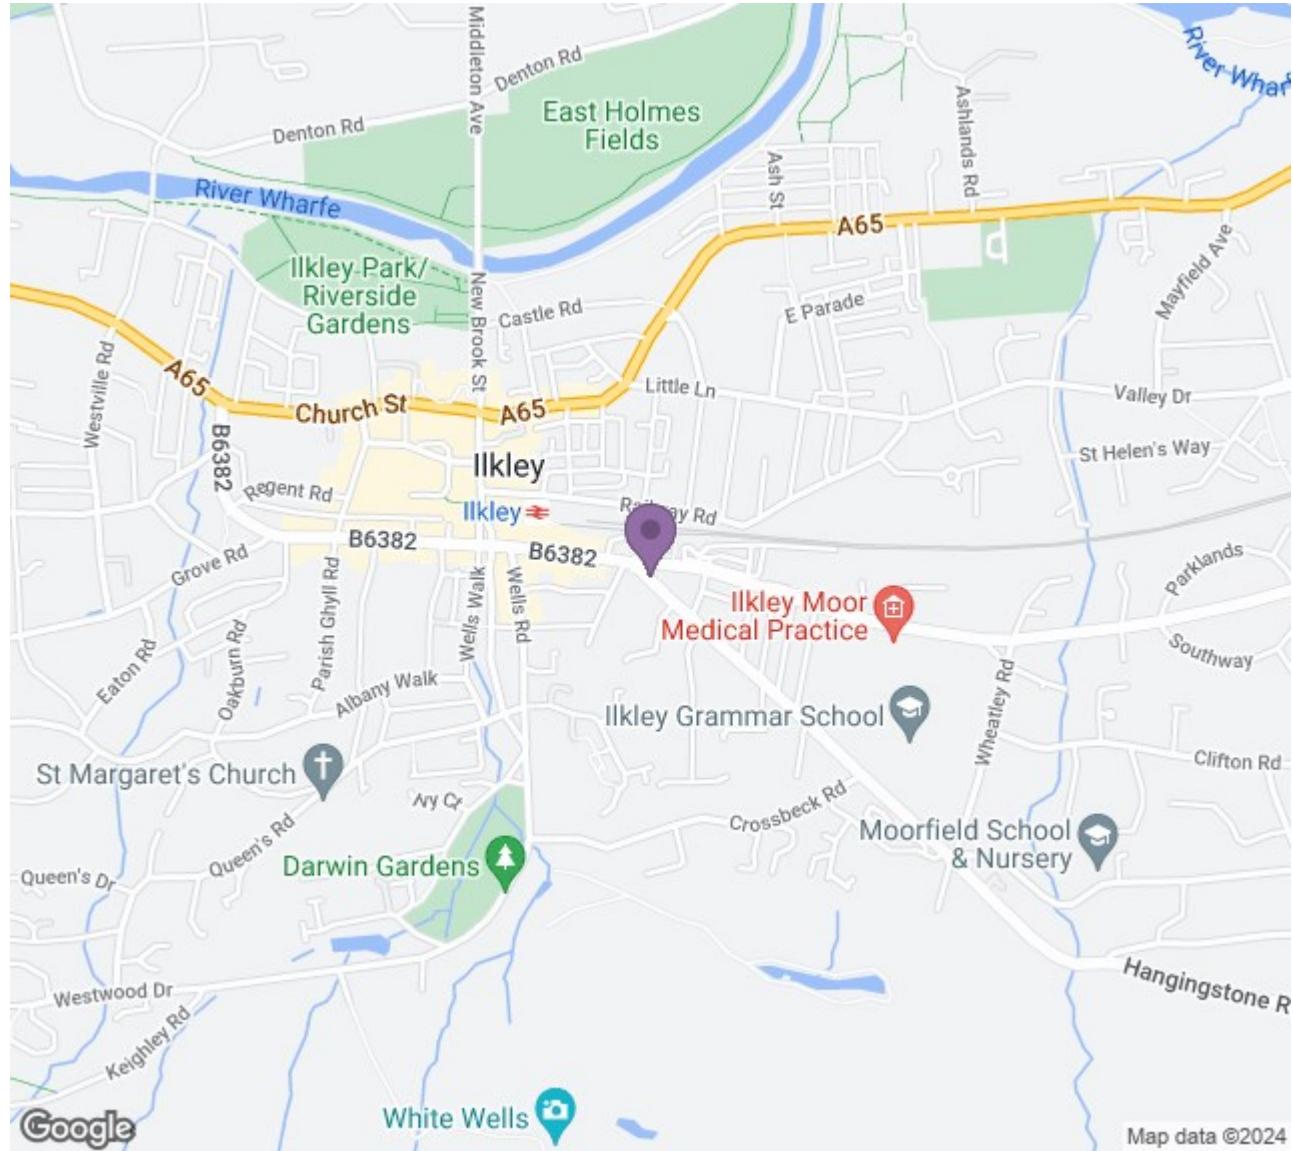 Middleton Ave
Denton Rd
Denton Rd
East Holmes
Fields
River Wharfe
River Wharf
Ashlands Rd
Ash St
A65
Mayfield Ave
Ilkley Park/
Riverside
Gardens
New Brook St
Castle Rd
E Parade
Westville Rd
A65
Church St
A65
Little Ln
Valley Dr
B6382
Ilkley
St Helen's Way
Regent Rd
Ilkley
Railway Rd
B6382
B6382
Grove Rd
Parish Ghyll Rd
Wells Walk
Wells Rd
Parklands
Ilkley Moor
Medical Practice
Southway
Eaton Rd
Oakburn Rd
Albany Walk
Wheatley Rd
Ilkley Grammar School
Clifton Rd
St Margaret's Church
Queen's Rd
Crossbeck Rd
Moorfield School
& Nursery
Darwin Gardens
Queen's Dr
Westwood Dr
Keighley Rd
Hangingstone R
White Wells
Google
Map data ©2024